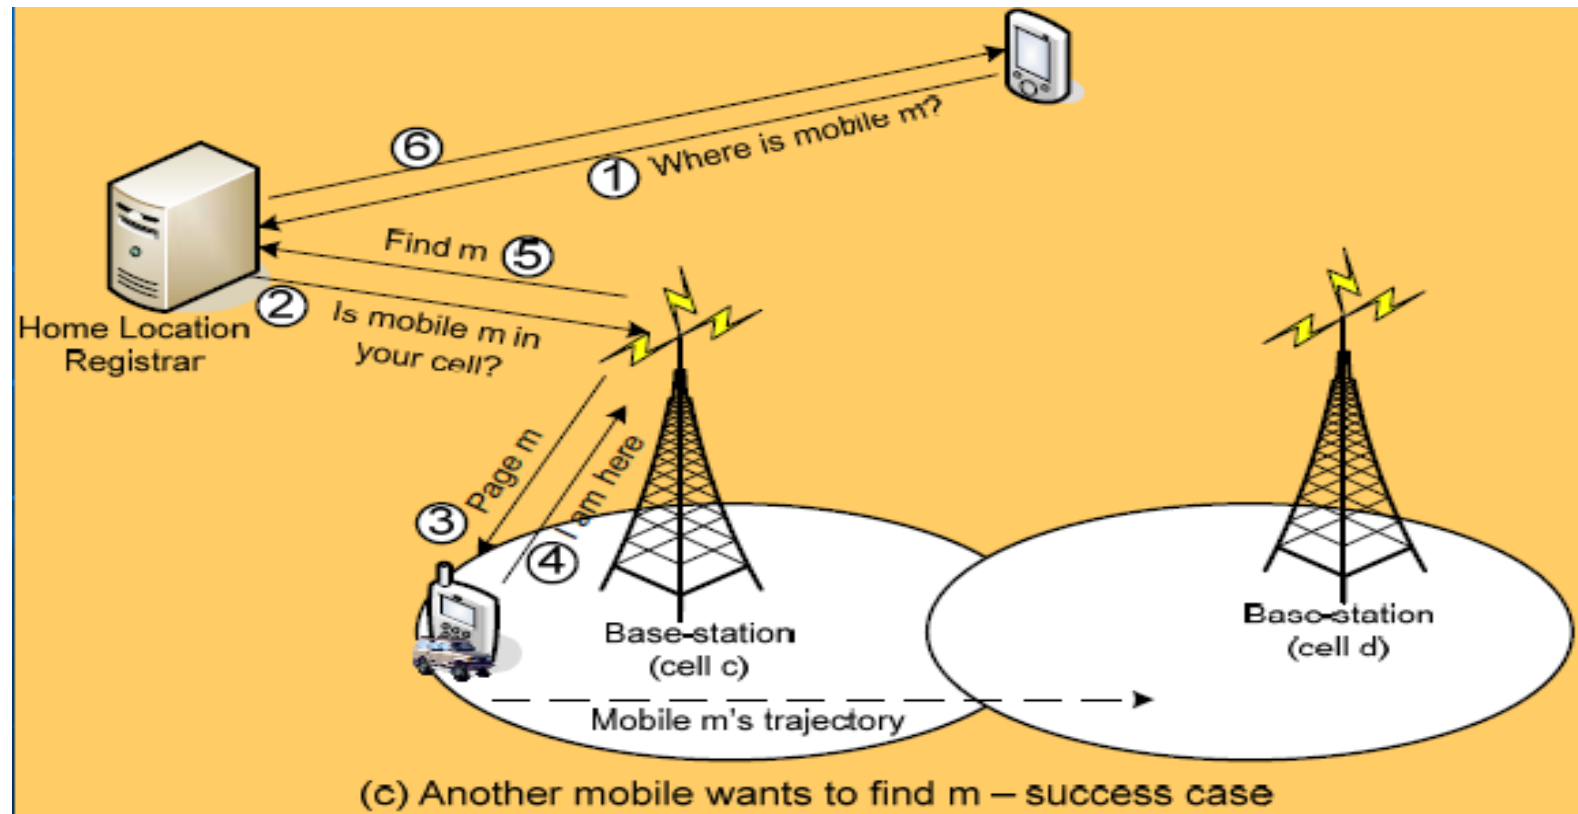 6
1 Where is mobile m?
Find m 5
2 Is mobile m in
your cell?
Home Location
Registrar
3 Page m
4 I am here
Base-station
(cell c)
Base-station
(cell d)
Mobile m's trajectory
(c) Another mobile wants to find m – success case